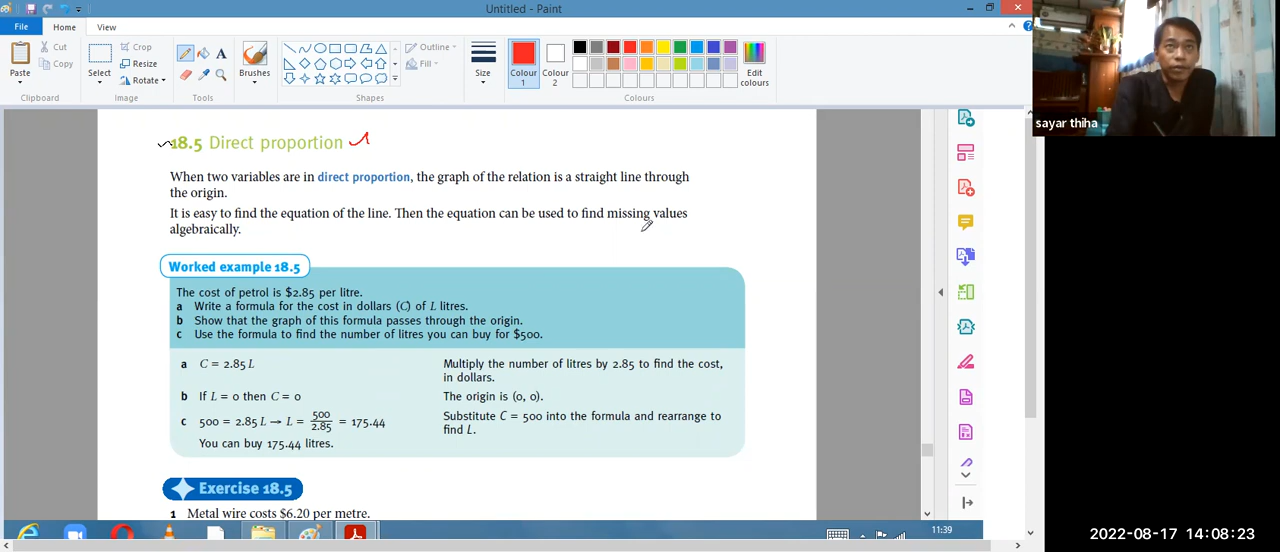 Untitled - Paint
File
Home
View
Paste
Cut
Copy
Clipboard
Select
Crop
Resize
Rotate
Image
Tools
Brushes
Shapes
Outline
Fill
Size
Colour
1
Colour
2
Edit
colours
Colours
sayar thiha
18.5 Direct proportion
When two variables are in direct proportion, the graph of the relation is a straight line through
the origin.
It is easy to find the equation of the line. Then the equation can be used to find missing values
algebraically.
Worked example 18.5
The cost of petrol is $2.85 per litre.
a Write a formula for the cost in dollars (C) of L litres.
b Show that the graph of this formula passes through the origin.
c Use the formula to find the number of litres you can buy for $500.
a C = 2.85 L
Multiply the number of litres by 2.85 to find the cost,
in dollars.
b If L = 0 then C = 0
The origin is (0, 0).
c 500 = 2.85 L → L = 500/2.85 = 175.44
Substitute C = 500 into the formula and rearrange to
find L.
You can buy 175.44 litres.
Exercise 18.5
1 Metal wire costs $6.20 per metre.
11:39
2022-08-17 14:08:23